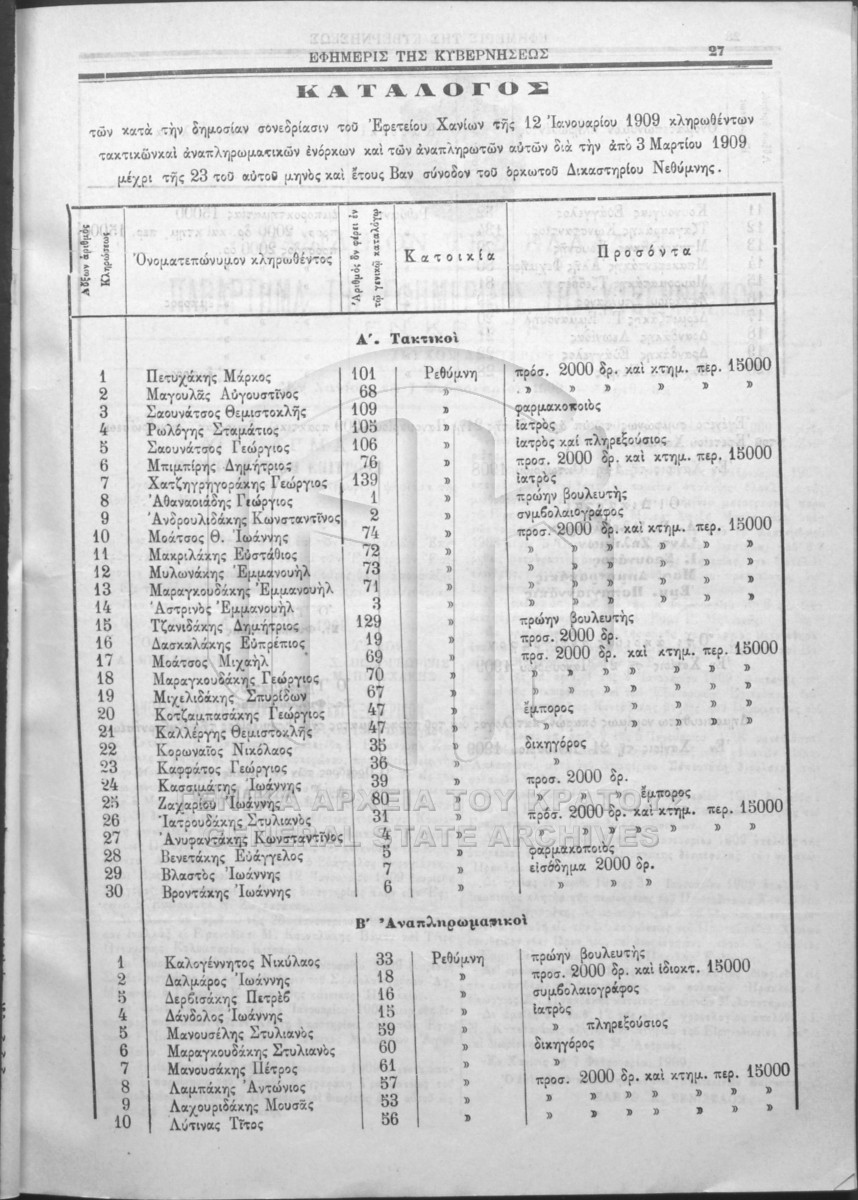 ΕΦΗΜΕΡΙΣ ΤΗΣ ΚΥΒΕΡΝΗΣΕΩΣ 27
ΚΑΤΑΛΟΓΟΣ
τῶν κατὰ τὴν δημοσίαν σονεδρίασιν τοῦ Ἐφετείου Χανίων τῆς 12 Ἰανουαρίου 1909 κληρωθέντων
τακτικῶνκαὶ ἀναπληρωματικῶν ἐνόρκων καὶ τῶν ἀναπληρωτῶν αὐτῶν διὰ τὴν ἀπὸ 3 Μαρτίου 1909
μέχρι τῆς 23 τοῦ αὐτοῦ μηνὸς καὶ ἔτους Βαν σύνοδον τοῦ ὁρκωτοῦ Δικαστηρίου Νεθύμνης.
Αὔξων ἀριθμὸς Κληρώσεως Ὀνοματεπώνυμον κληρωθέντος Ἀριθμὸς ὃν φέρει ἐν τῷ γενικῷ καταλόγῳ Κατοικία Προσόντα
Α΄. Τακτικοὶ
1 Πετυχάκης Μάρκος 101 Ρεθύμνη πρόσ. 2000 δρ. καὶ κτημ. περ. 15000
2 Μαγουλᾶς Αὐγουστῖνος 68 » » » » » » »
3 Σαουνάτσος Θεμιστοκλῆς 109 » φαρμακοποιὸς
4 Ρωλόγης Σταμάτιος 105 » ἰατρὸς
5 Σαουνάτσος Γεώργιος 106 » ἰατρὸς καί πληρεξούσιος
6 Μπιμπίρης Δημήτριος 76 » προσ. 2000 δρ. καὶ κτημ. περ. 15000
7 Χατζηγρηγοράκης Γεώργιος 139 » ἰατρὸς
8 Ἀθανασιάδης Γεώργιος 1 » πρώην βουλευτὴς
9 Ἀνδρουλιδάκης Κωνσταντῖνος 2 » συμβολαιογράφος
10 Μοάτσος Θ. Ἰωάννης 74 » προσ. 2000 δρ. καὶ κτημ. περ. 15000
11 Μακριλάκης Εὐστάθιος 72 » » » » » » »
12 Μυλωνάκης Ἐμμανουὴλ 73 » » » » » » »
13 Μαραγκουδάκης Ἐμμανουὴλ 71 » » » » » » »
14 Ἀστρινὸς Ἐμμανουὴλ 3 » » » » » » »
15 Τζανιδάκης Δημήτριος 129 » πρώην βουλευτὴς
16 Δασκαλάκης Εὐπρέπιος 19 » προσ. 2000 δρ.
17 Μοάτσος Μιχαὴλ 69 » πρσ. 2000 δρ. καὶ κτημ. περ. 15000
18 Μαραγκουδάκης Γεώργιος 70 » » » » » » » »
19 Μιχελιδάκης Σπυρίδων 67 » » » » » » » »
20 Κοτζαμπασάκης Γεώργιος 47 » ἔμπορος » » » » »
21 Καλλέργης Θεμιστοκλῆς 47 »
22 Κορωναῖος Νικόλαος 35 » δικηγόρος
23 Καφφάτος Γεώργιος 36 » »
24 Κασσιμάτης Ἰωάννης 39 » προσ. 2000 δρ.
25 Ζαχαρίου Ἰωάννης 80 » » » » ἔμπορος
26 Ἰατρουδάκης Στυλιανὸς 31 » πρόσ. 2000 δρ. καὶ κτημ. περ. 15000
27 Ἀνυφαντάκης Κωνσταντῖνος 4 » » » » » » » »
28 Βενετάκης Εὐάγγελος 5 » φαρμακοποιὸς
29 Βλαστὸς Ἰωάννης 7 » εἰσόδημα 2000 δρ.
30 Βροντάκης Ἰωάννης 6 » » » »
ΓΕΝΙΚΑ ΑΡΧΕΙΑ ΤΟΥ ΚΡΑΤΟΥΣ
GENERAL STATE ARCHIVES
Β΄ Ἀναπληρωματικοὶ
1 Καλογέννητος Νικόλαος 33 Ρεθύμνη πρώην βουλευτὴς
2 Δαλμάρος Ἰωάννης 18 » προσ. 2000 δρ. καὶ ἰδιοκτ. 15000
5 Δερβισάκης Πετρὲβ 16 » συμβολαιογράφος
4 Δάνδολος Ἰωάννης 15 » ἰατρὸς
5 Μανουσέλης Στυλιανὸς 59 » » πληρεξούσιος
6 Μαραγκουδάκης Στυλιανὸς 60 » δικηγόρος
7 Μανουσάκης Πέτρος 61 » »
8 Λαμπάκης Ἀντώνιος 57 » προσ. 2000 δρ. καὶ κτημ. περ. 15000
9 Λαχουριδάκης Μουσᾶς 53 » » » » » » » »
10 Λύτινας Τῖτος 56 » » » » » » » »